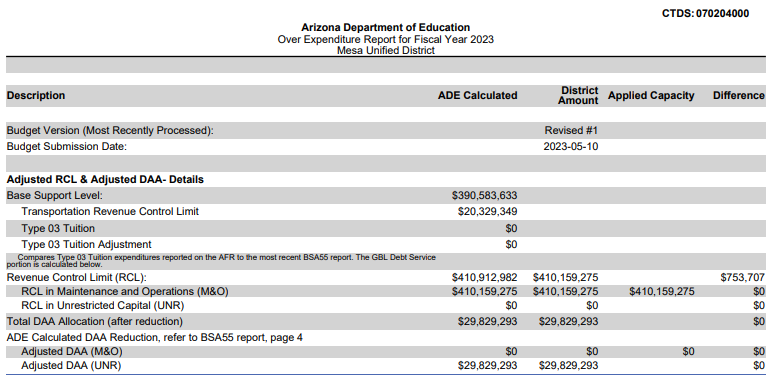 CTDS: 070204000
Arizona Department of Education
Over Expenditure Report for Fiscal Year 2023
Mesa Unified District
Description ADE Calculated District Amount Applied Capacity Difference
Budget Version (Most Recently Processed): Revised #1
Budget Submission Date: 2023-05-10
Adjusted RCL & Adjusted DAA- Details
Base Support Level: $390,583,633
Transportation Revenue Control Limit $20,329,349
Type 03 Tuition $0
Type 03 Tuition Adjustment $0
Compares Type 03 Tuition expenditures reported on the AFR to the most recent BSA55 report. The GBL Debt Service
portion is calculated below.
Revenue Control Limit (RCL): $410,912,982 $410,159,275 $753,707
RCL in Maintenance and Operations (M&O) $410,159,275 $410,159,275 $410,159,275 $0
RCL in Unrestricted Capital (UNR) $0 $0 $0
Total DAA Allocation (after reduction) $29,829,293 $29,829,293 $0
ADE Calculated DAA Reduction, refer to BSA55 report, page 4
Adjusted DAA (M&O) $0 $0 $0 $0
Adjusted DAA (UNR) $29,829,293 $29,829,293 $0